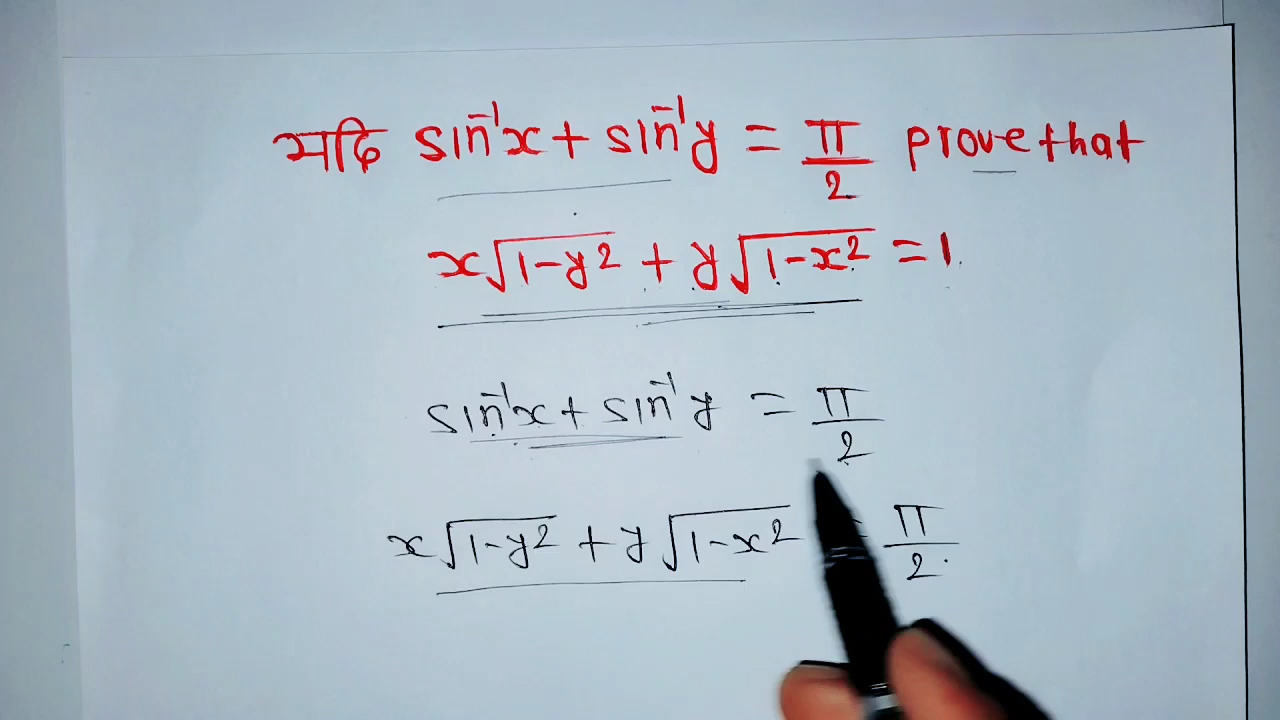 यदि sin⁻¹x + sin⁻¹y = π/2 prove that
x√(1-y²) + y√(1-x²) = 1
sin⁻¹x + sin⁻¹y = π/2
x√(1-y²) + y√(1-x²) = π/2